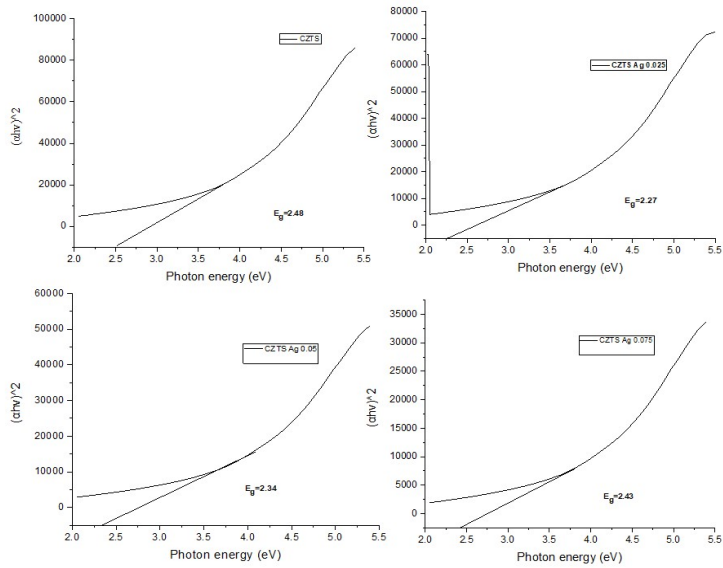 100000
80000
60000
40000
20000
0
(αhν)^2
CZTS
E_g=2.48
2.0 2.5 3.0 3.5 4.0 4.5 5.0 5.5
Photon energy (eV)
80000
70000
60000
50000
40000
30000
20000
10000
0
(αhν)^2
CZTS Ag 0.025
E_g=2.27
2.0 2.5 3.0 3.5 4.0 4.5 5.0 5.5
Photon energy (eV)
60000
50000
40000
30000
20000
10000
0
(αhν)^2
CZTS Ag 0.05
E_g=2.34
2.0 2.5 3.0 3.5 4.0 4.5 5.0 5.5
Photon energy (eV)
35000
30000
25000
20000
15000
10000
5000
0
(αhν)^2
CZTS Ag 0.075
E_g=2.43
2.0 2.5 3.0 3.5 4.0 4.5 5.0 5.5
Photon energy (eV)